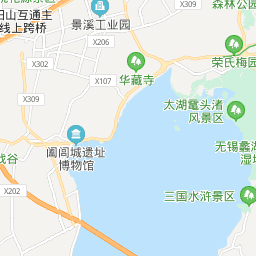 阳山互通主
线上跨桥
景溪工业园
森林公园
X206
X302
X107
华藏寺
荣氏梅园
X309
X309
太湖鼋头渚
风景区
阖闾城遗址
博物馆
无锡蠡湖
湿
戋谷
X202
三国水浒景区